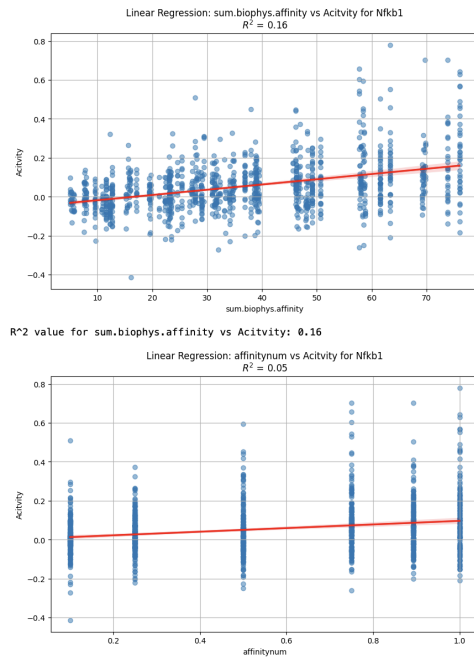 Linear Regression: sum.biophys.affinity vs Acitvity for Nfkb1
R² = 0.16
0.8
0.6
0.4
0.2
0.0
−0.2
−0.4
Acitvity
10 20 30 40 50 60 70
sum.biophys.affinity
R^2 value for sum.biophys.affinity vs Acitvity: 0.16
Linear Regression: affinitynum vs Acitvity for Nfkb1
R² = 0.05
0.8
0.6
0.4
0.2
0.0
−0.2
−0.4
Acitvity
0.2 0.4 0.6 0.8 1.0
affinitynum